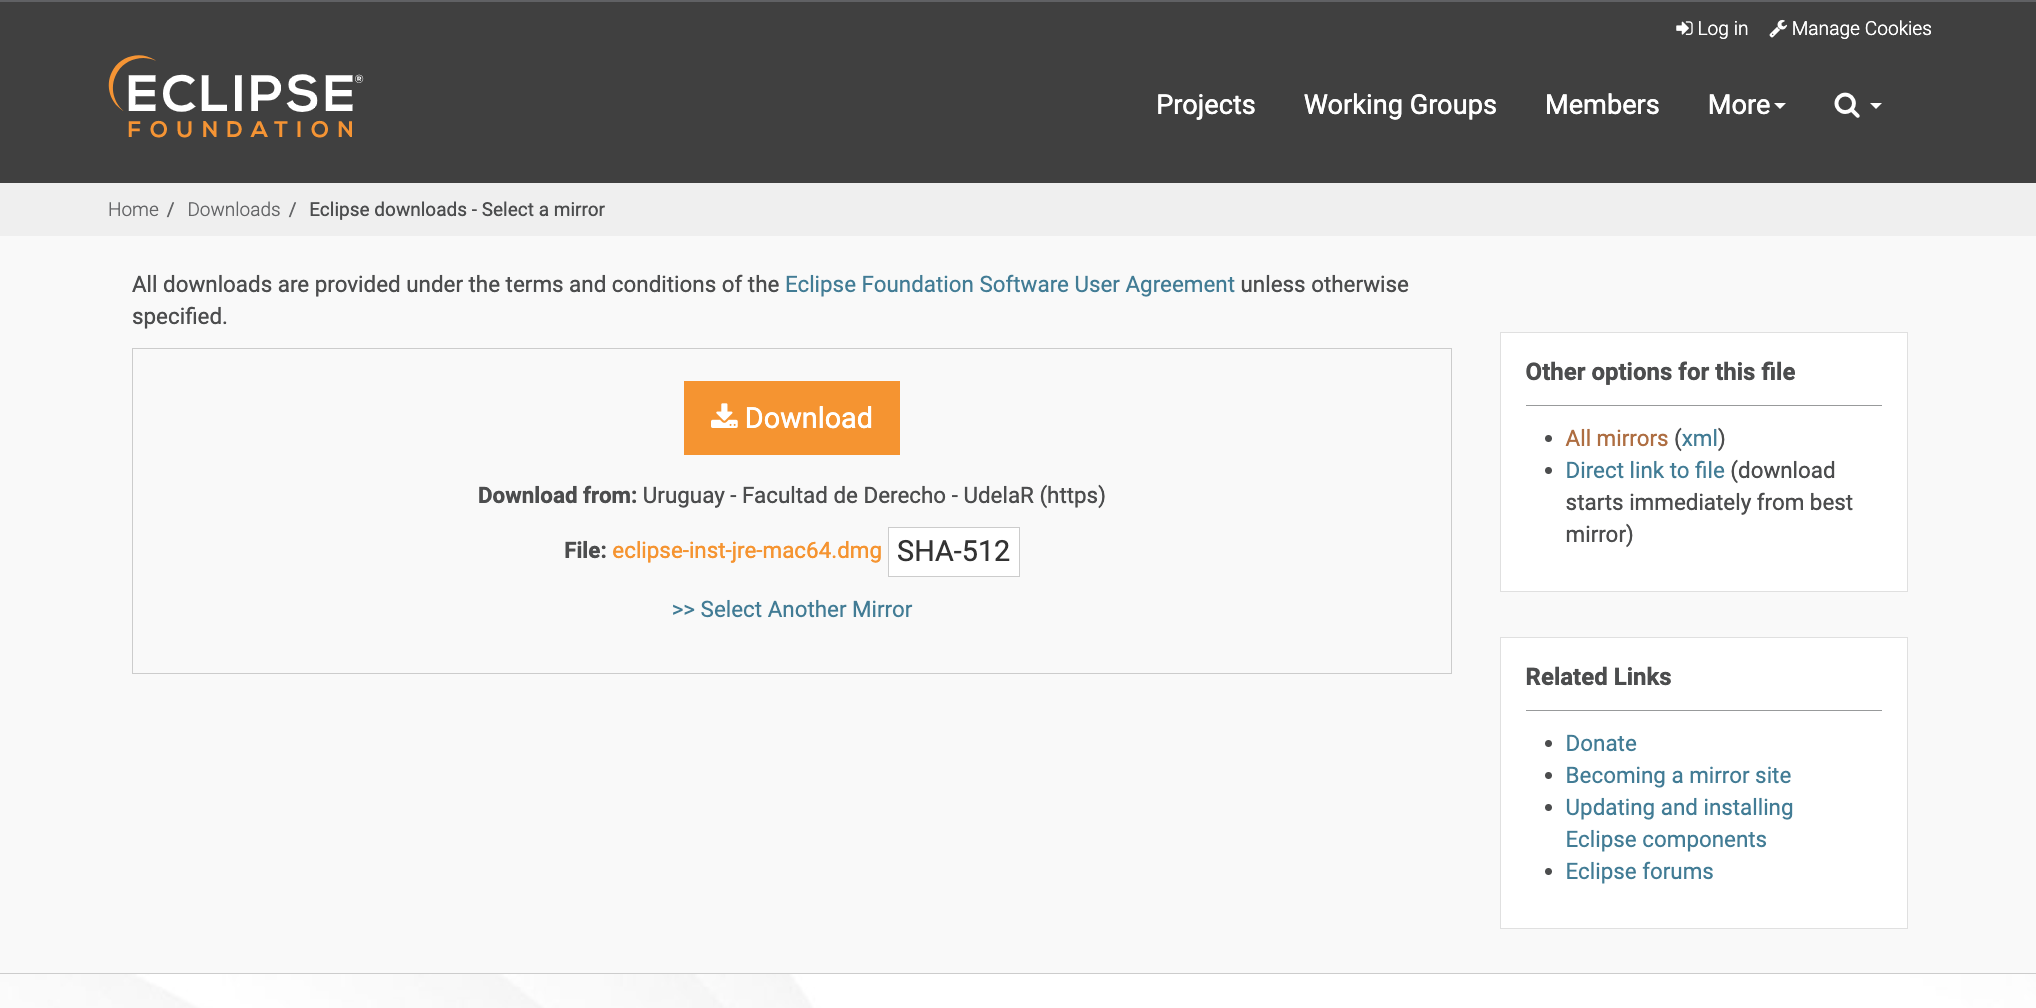 Log in Manage Cookies
ECLIPSE®
FOUNDATION
Projects Working Groups Members More
Home / Downloads / Eclipse downloads - Select a mirror
All downloads are provided under the terms and conditions of the Eclipse Foundation Software User Agreement unless otherwise
specified.
Download
Download from: Uruguay - Facultad de Derecho - UdelaR (https)
File: eclipse-inst-jre-mac64.dmg SHA-512
>> Select Another Mirror
Other options for this file
• All mirrors (xml)
• Direct link to file (download
starts immediately from best
mirror)
Related Links
• Donate
• Becoming a mirror site
• Updating and installing
Eclipse components
• Eclipse forums